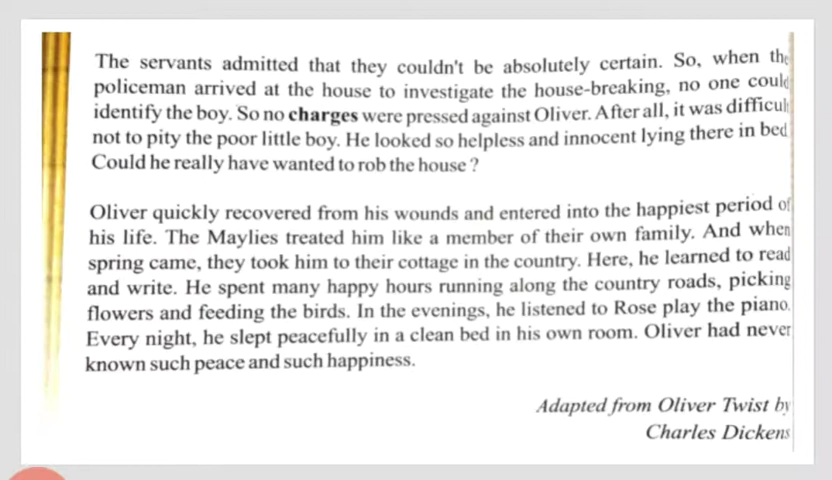 The servants admitted that they couldn't be absolutely certain. So, when the
policeman arrived at the house to investigate the house-breaking, no one could
identify the boy. So no charges were pressed against Oliver. After all, it was difficult
not to pity the poor little boy. He looked so helpless and innocent lying there in bed
Could he really have wanted to rob the house ?
Oliver quickly recovered from his wounds and entered into the happiest period of
his life. The Maylies treated him like a member of their own family. And when
spring came, they took him to their cottage in the country. Here, he learned to read
and write. He spent many happy hours running along the country roads, picking
flowers and feeding the birds. In the evenings, he listened to Rose play the piano.
Every night, he slept peacefully in a clean bed in his own room. Oliver had never
known such peace and such happiness.
Adapted from Oliver Twist by
Charles Dickens